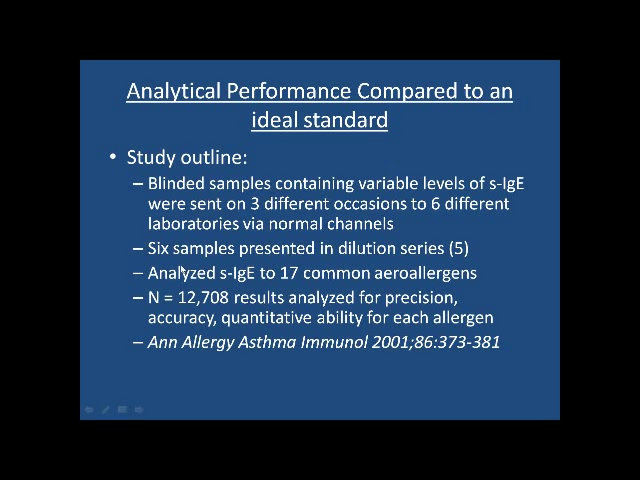 Analytical Performance Compared to an
ideal standard
• Study outline:
– Blinded samples containing variable levels of s-IgE
were sent on 3 different occasions to 6 different
laboratories via normal channels
– Six samples presented in dilution series (5)
– Analyzed s-IgE to 17 common aeroallergens
– N = 12,708 results analyzed for precision,
accuracy, quantitative ability for each allergen
– Ann Allergy Asthma Immunol 2001;86:373-381